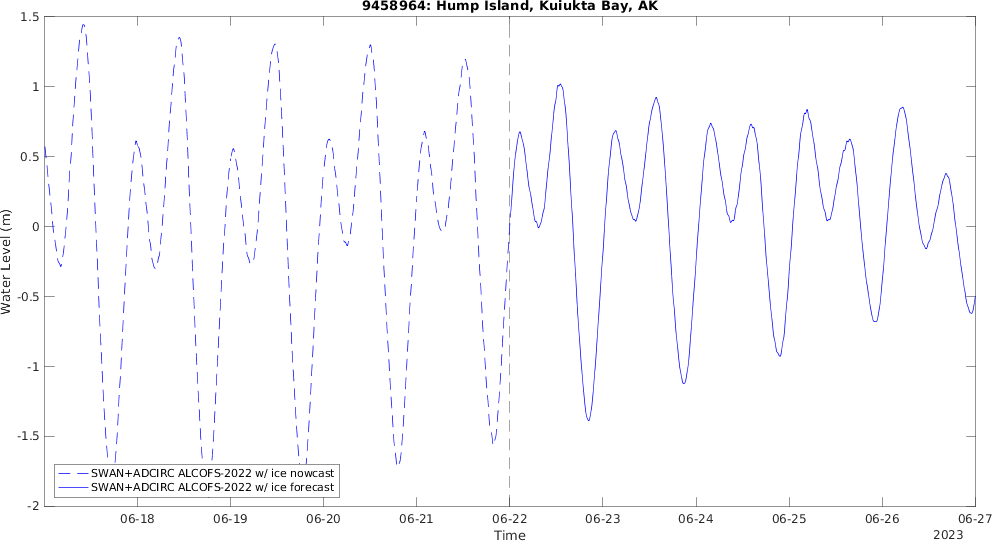 9458964: Hump Island, Kuiukta Bay, AK
1.5
1
0.5
0
-0.5
-1
-1.5
-2
Water Level (m)
SWAN+ADCIRC ALCOFS-2022 w/ ice nowcast
SWAN+ADCIRC ALCOFS-2022 w/ ice forecast
06-18 06-19 06-20 06-21 06-22 06-23 06-24 06-25 06-26 06-27
Time
2023